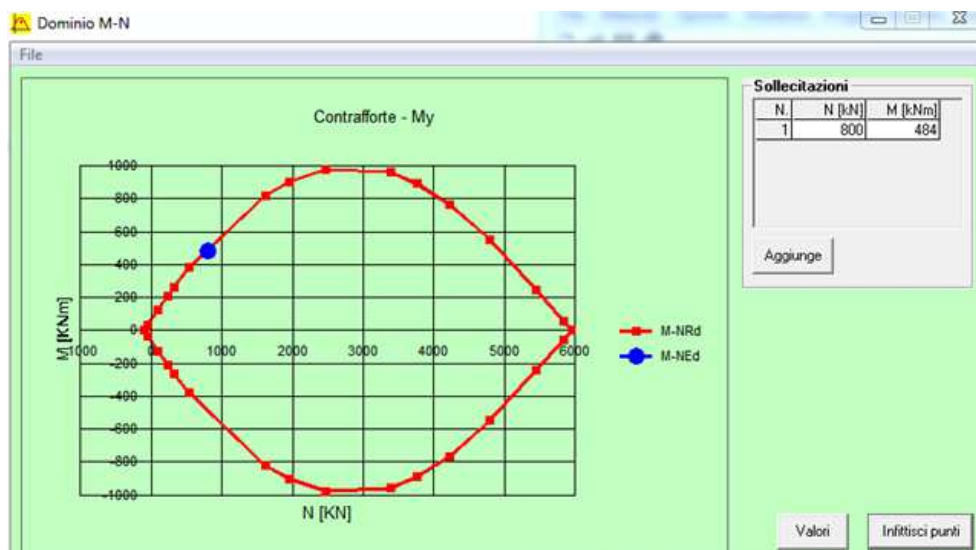 Dominio M-N
File
Contrafforte - My
1000
800
600
400
200
0
-200
-400
-600
-800
-1000
M [KNm]
-1000 0 1000 2000 3000 4000 5000 6000
N [KN]
M-NRd
M-NEd
Sollecitazioni
N. N [kN] M [kNm]
1 800 484
Aggiunge
Valori
Infittisci punti